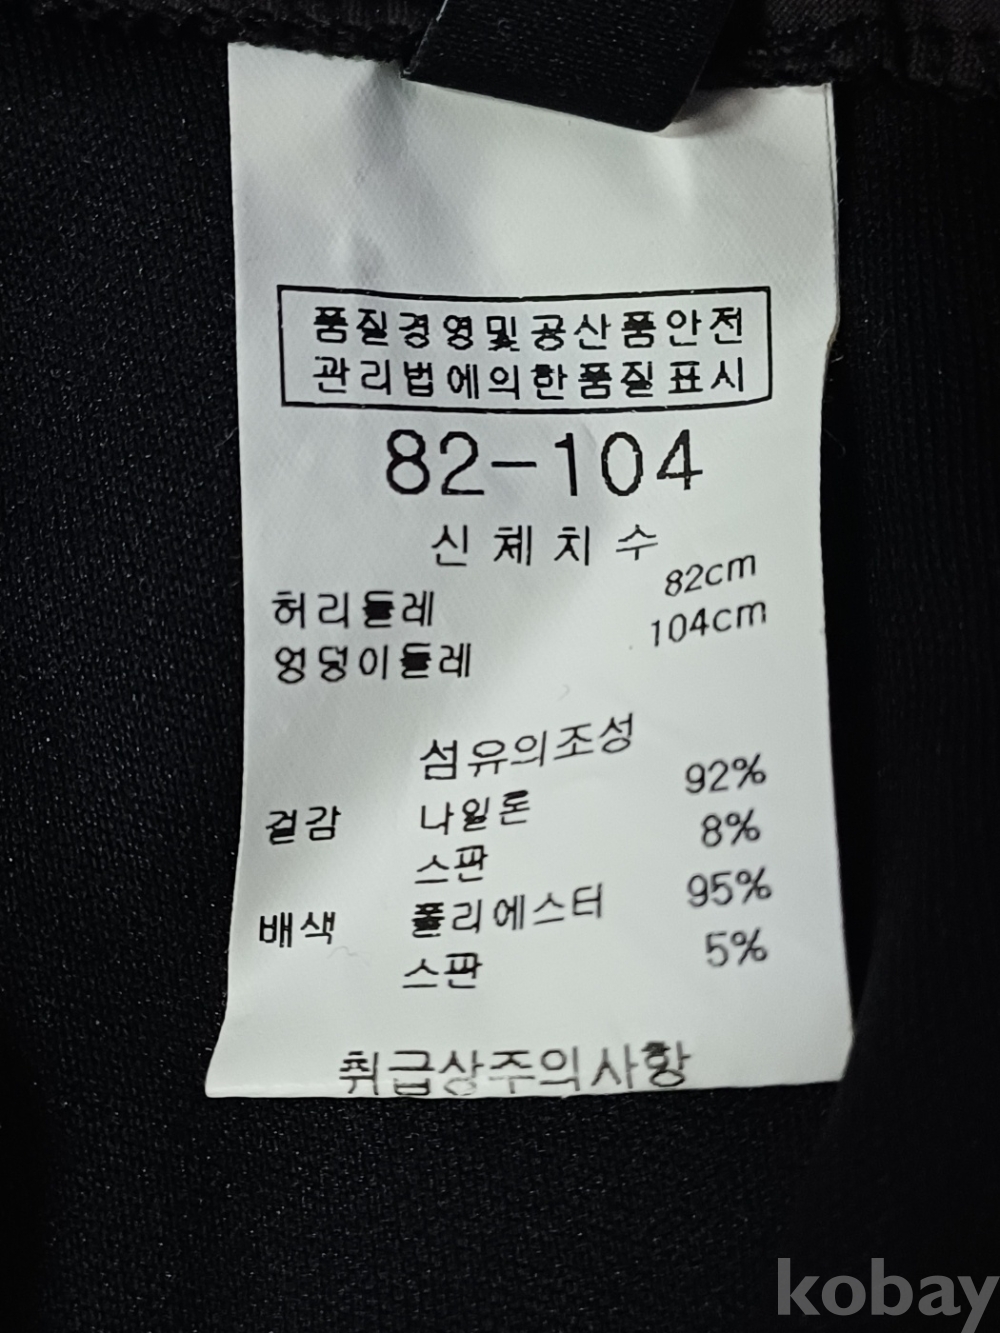 품질경영및공산품안전
관리법에의한품질표시
82-104
신체치수
허리둘레 82cm
엉덩이둘레 104cm
섬유의조성
겉감 나일론 92%
스판 8%
배색 폴리에스터 95%
스판 5%
취급상주의사항
kobay